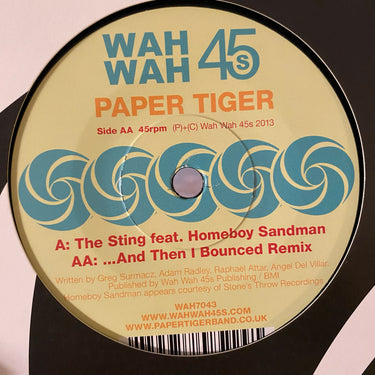 WAH
WAH 45s
PAPER TIGER
Side AA 45rpm (P)+(C) Wah Wah 45s 2013
A: The Sting feat. Homeboy Sandman
AA: ...And Then I Bounced Remix
Written by Greg Surmacz, Adam Radley, Raphael Attar, Angel Del Villar.
Published by Wah Wah 45s Publishing / BMI
Homeboy Sandman appears courtesy of Stone's Throw Recordings.
WAH7043
WWW.WAHWAH45S.COM
WWW.PAPERTIGERBAND.CO.UK